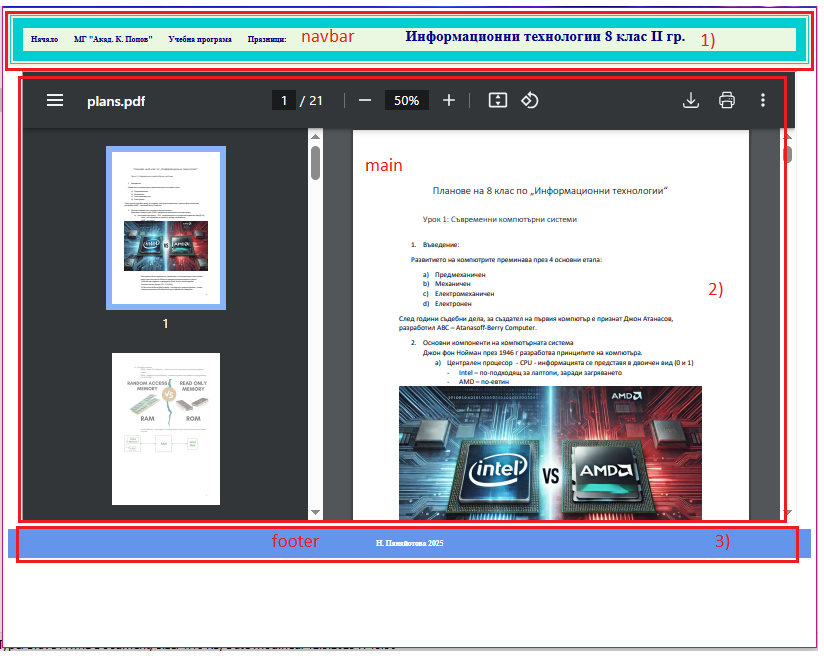 Начало МГ "Акад. К. Попов" Учебна програма Празници: navbar Информационни технологии 8 клас II гр. 1)
plans.pdf 1 / 21 50%
main
Планове на 8 клас по „Информационни технологии“
Урок 1: Съвременни компютърни системи
1. Въведение:
Развитието на компютрите преминава през 4 основни етапа:
a) Предмеханичен
b) Механичен
c) Електромеханичен
d) Електронен
2)
След години съдебни дела, за създател на първия компютър е признат Джон Атанасов,
разработил ABC – Atanasoff-Berry Computer.
2. Основни компоненти на компютърната система
Джон фон Нойман през 1946 г разработва принципите на компютъра.
a) Централен процесор - CPU - информацията се представя в двоичен вид (0 и 1)
- Intel – по-подходящ за лаптопи, заради загряването
- AMD – по-евтин
AMD
intel VS AMD
1
RANDOM ACCESS MEMORY VS READ ONLY MEMORY
RAM ROM
footer Н. Панайотова 2025 3)